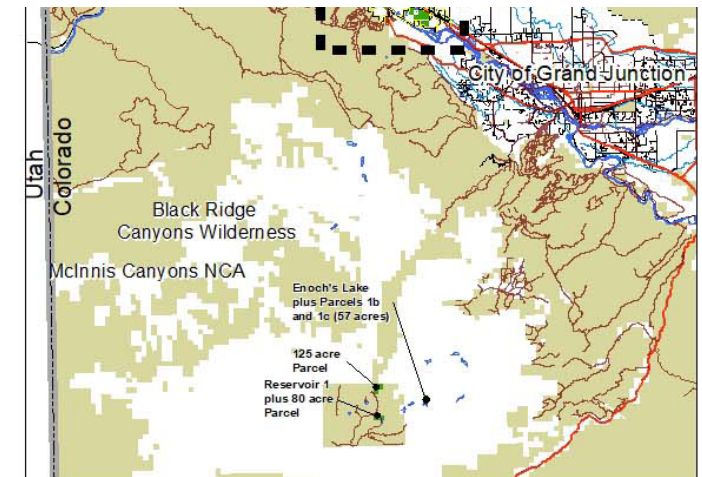 City of Grand Junction
Utah
Colorado
Black Ridge
Canyons Wilderness
McInnis Canyons NCA
Enoch's Lake
plus Parcels 1b
and 1c (57 acres)
125 acre
Parcel
Reservoir 1
plus 80 acre
Parcel